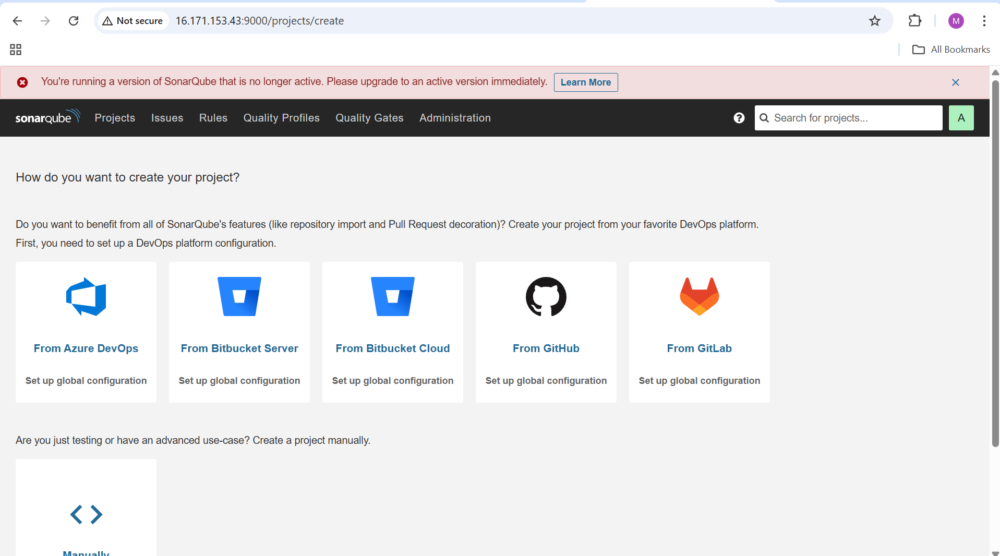 Not secure
16.171.153.43:9000/projects/create
M
All Bookmarks
You're running a version of SonarQube that is no longer active. Please upgrade to an active version immediately.
Learn More
sonarqube
Projects
Issues
Rules
Quality Profiles
Quality Gates
Administration
?
Search for projects...
A
How do you want to create your project?
Do you want to benefit from all of SonarQube's features (like repository import and Pull Request decoration)? Create your project from your favorite DevOps platform.
First, you need to set up a DevOps platform configuration.
From Azure DevOps
From Bitbucket Server
From Bitbucket Cloud
From GitHub
From GitLab
Set up global configuration
Set up global configuration
Set up global configuration
Set up global configuration
Set up global configuration
Are you just testing or have an advanced use-case? Create a project manually.
Manually